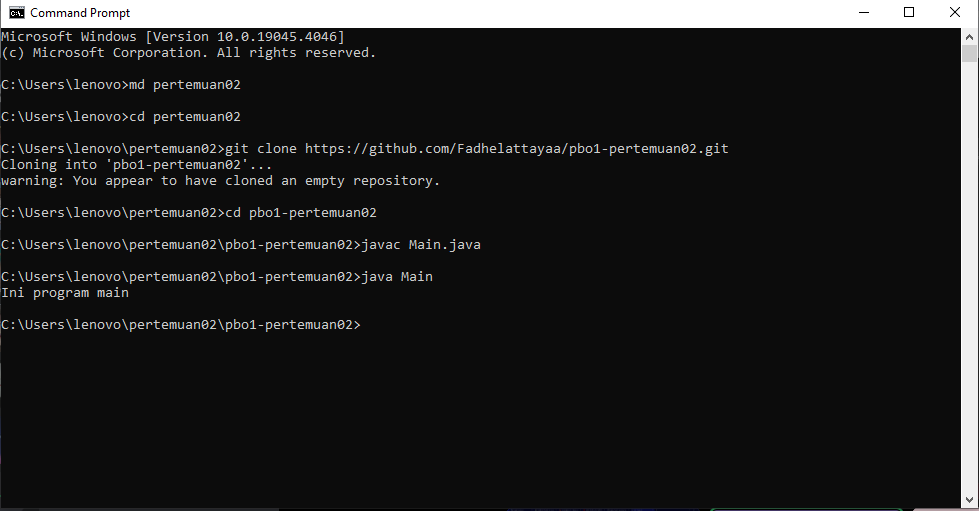 Command Prompt
Microsoft Windows [Version 10.0.19045.4046]
(c) Microsoft Corporation. All rights reserved.
C:\Users\lenovo>md pertemuan02
C:\Users\lenovo>cd pertemuan02
C:\Users\lenovo\pertemuan02>git clone https://github.com/Fadhelattayaa/pbo1-pertemuan02.git
Cloning into 'pbo1-pertemuan02'...
warning: You appear to have cloned an empty repository.
C:\Users\lenovo\pertemuan02>cd pbo1-pertemuan02
C:\Users\lenovo\pertemuan02\pbo1-pertemuan02>javac Main.java
C:\Users\lenovo\pertemuan02\pbo1-pertemuan02>java Main
Ini program main
C:\Users\lenovo\pertemuan02\pbo1-pertemuan02>